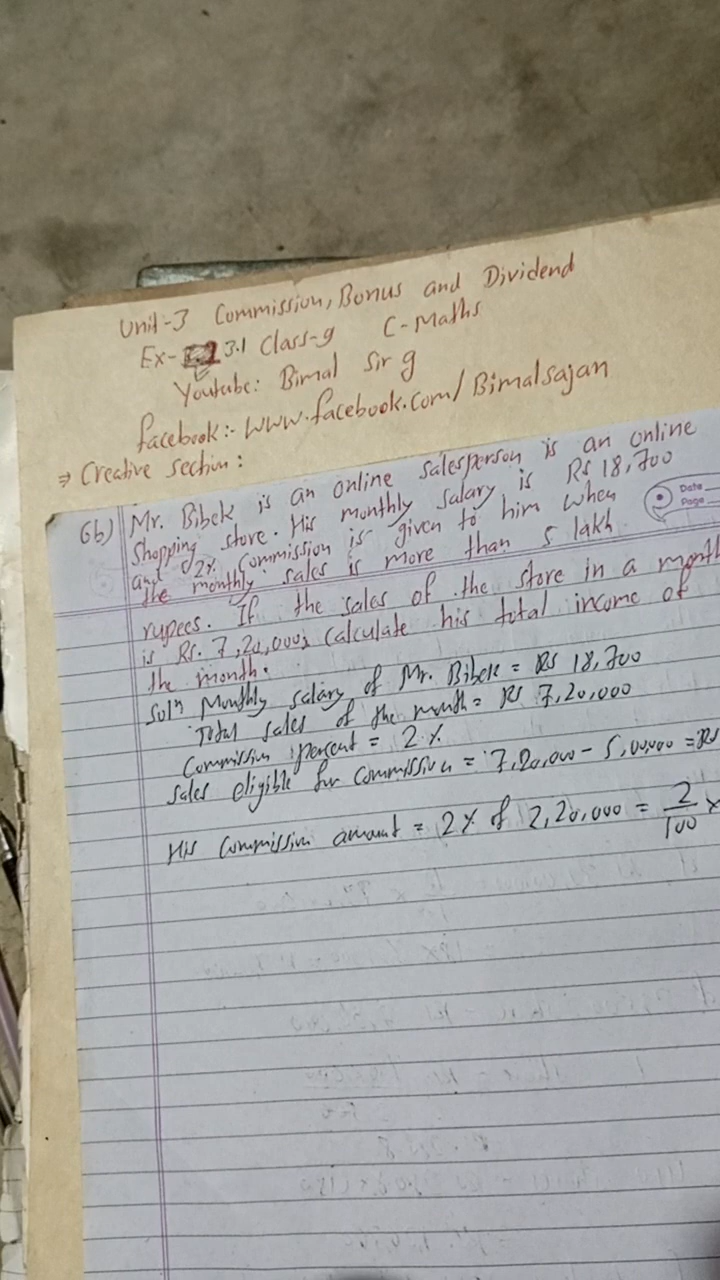 Unit-3 Commission, Bonus and Dividend
Ex- 3.1 Class-9 C-Maths
Youtube: Bimal Sir g
facebook:- www.facebook.com/Bimalsajan
⇒ Creative section:
6b) Mr. Bibek is an online salesperson is an online
Shopping store. His monthly salary is Rs 18,700
and 2% commission is given to him when
the monthly sales is more than 5 lakh
Date
Page
rupees. If the sales of the store in a month
is Rs. 7,20,000, calculate his total income of
the month.
Solⁿ Monthly salary of Mr. Bibek = Rs 18,700
Total sales of the month = Rs 7,20,000
Commission percent = 2%
Sales eligible for commission = 7,20,000 - 5,00,000 = Rs
His commission amount = 2% of 2,20,000 = 2/100 ×